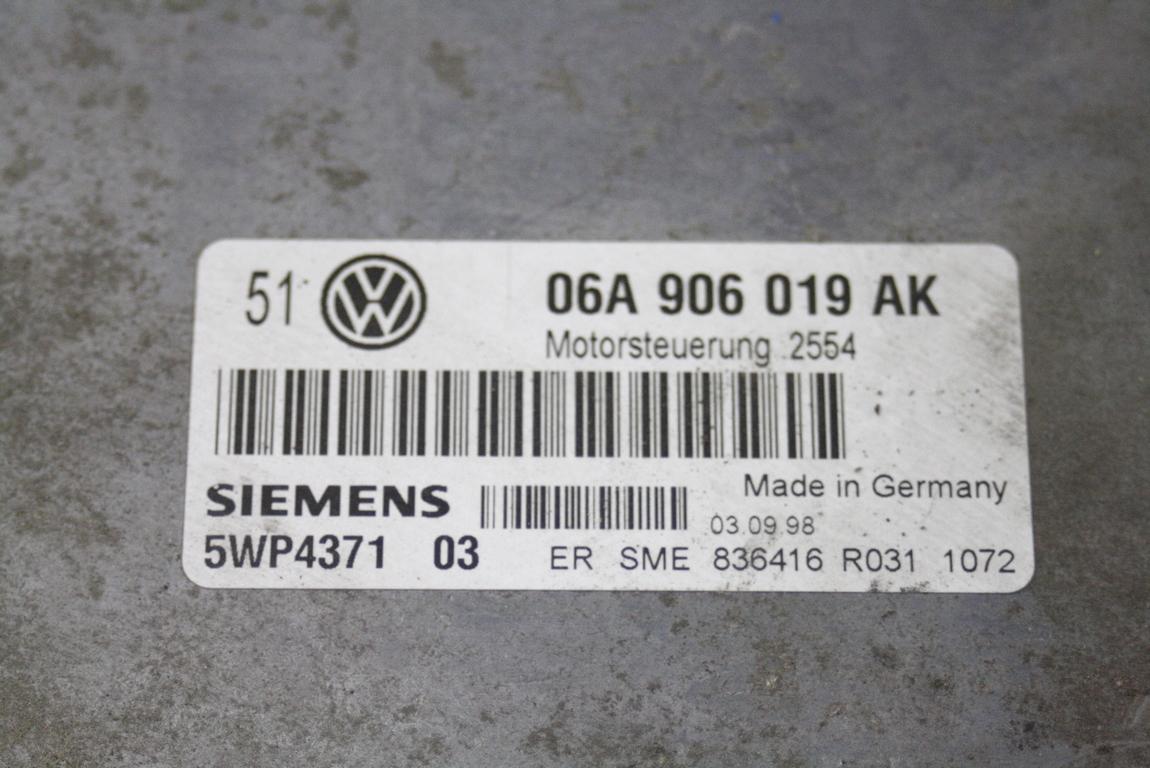 51 VW 06A 906 019 AK
Motorsteuerung 2554
Made in Germany
SIEMENS 03.09.98
5WP4371 03 ER SME 836416 R031 1072